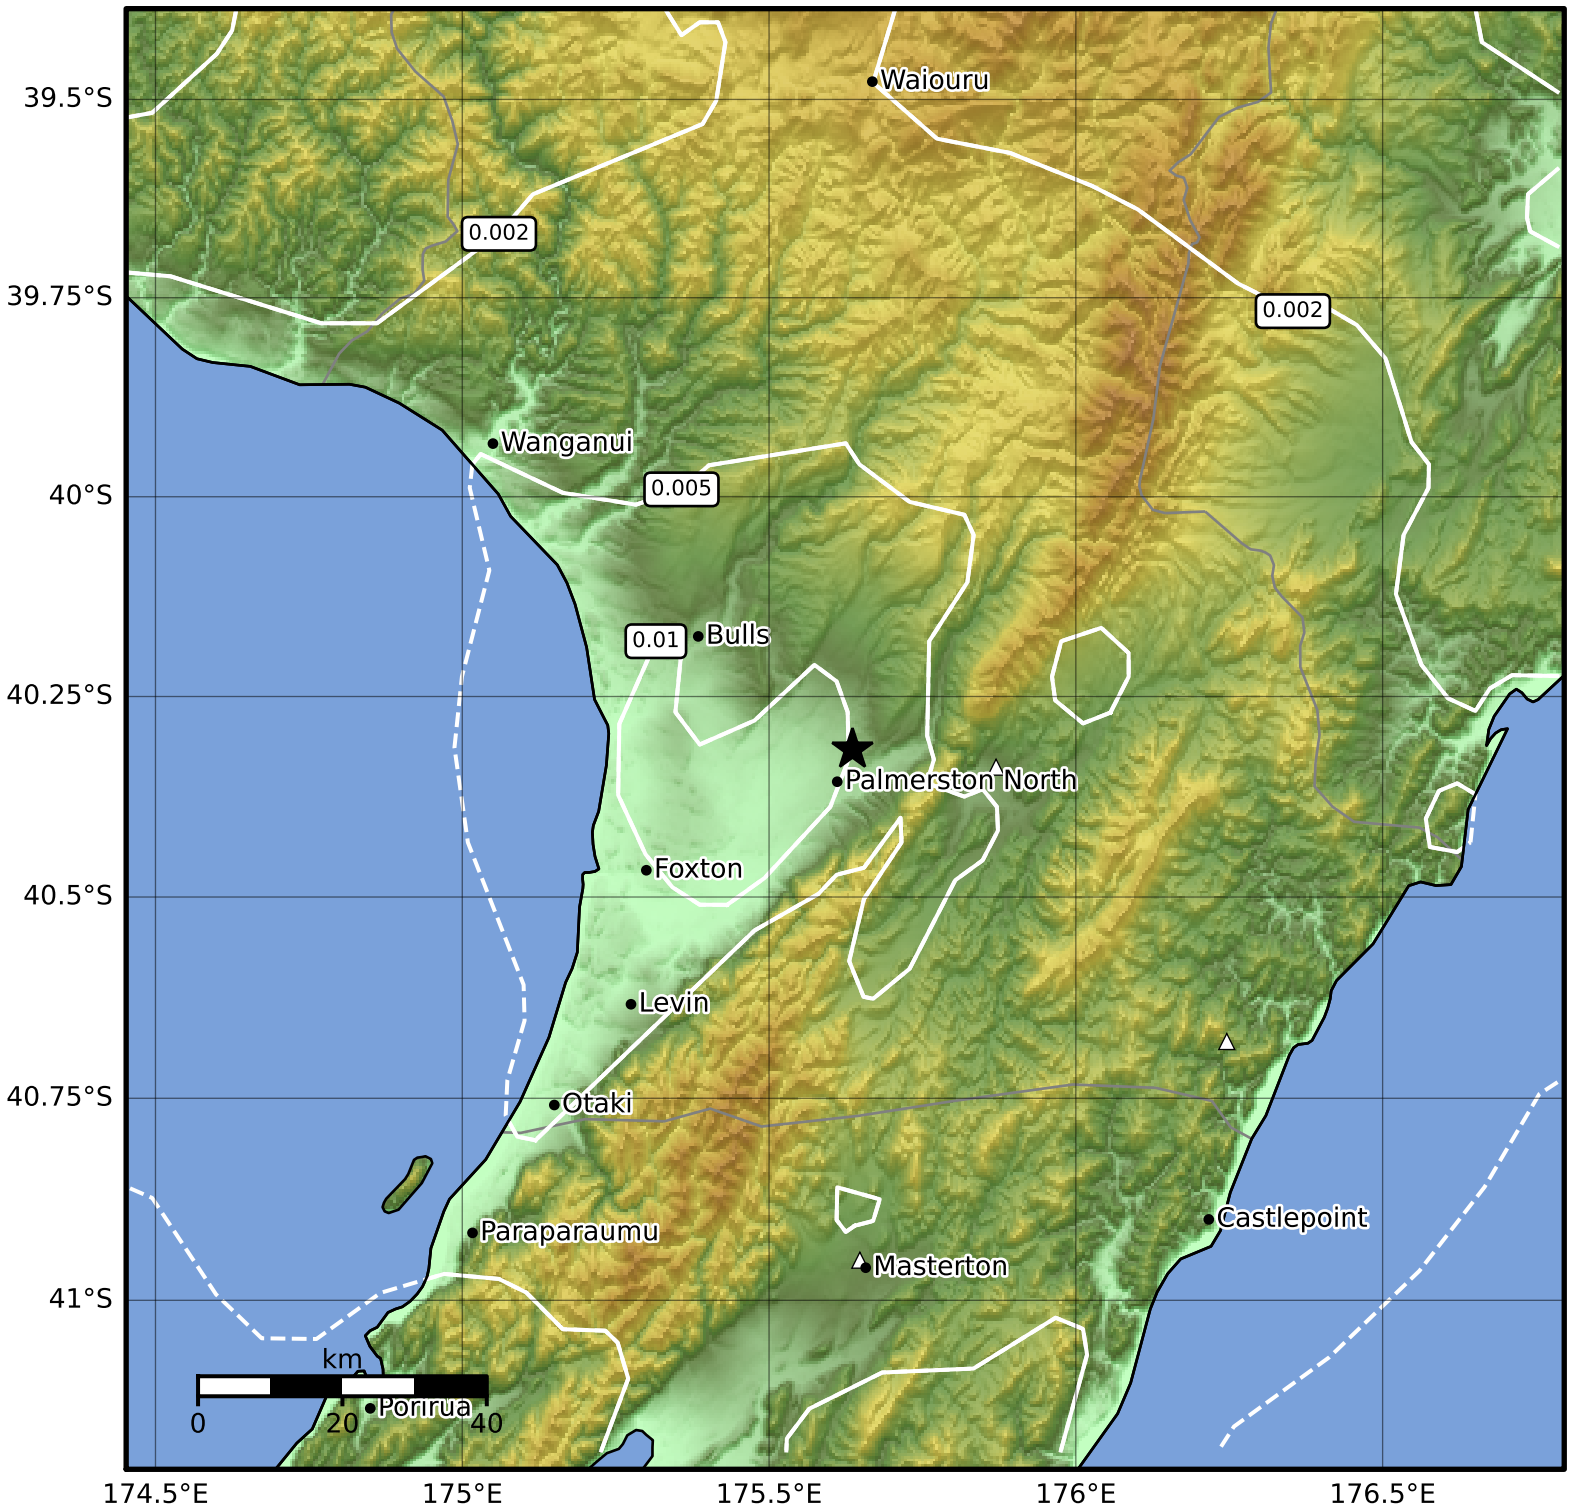 Waiouru
39.5°S
0.002
39.75°S
0.002
Wanganui
0.005
40°S
0.01
Bulls
40.25°S
Palmerston North
Foxton
40.5°S
Levin
40.75°S
Otaki
Castlepoint
Paraparaumu
Masterton
41°S
km
Porirua
0 20 40
174.5°E 175°E 175.5°E 176°E 176.5°E